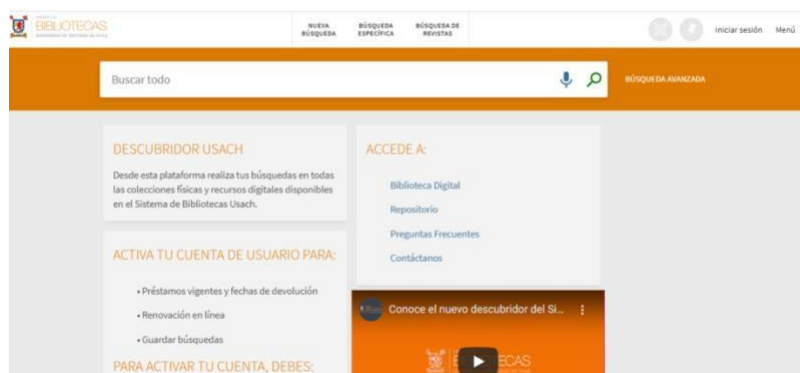 BIBLIOTECAS
NUEVA
BÚSQUEDA
BÚSQUEDA
ESPECÍFICA
BÚSQUEDA DE
REVISTAS
Iniciar sesión
Menú
Buscar todo
BÚSQUEDA AVANZADA
DESCUBRIDOR USACH
Desde esta plataforma realiza tus búsquedas en todas
las colecciones físicas y recursos digitales disponibles
en el Sistema de Bibliotecas Usach.
ACTIVA TU CUENTA DE USUARIO PARA:
• Préstamos vigentes y fechas de devolución
• Renovación en línea
• Guardar búsquedas
PARA ACTIVAR TU CUENTA, DEBES:
ACCEDE A:
Biblioteca Digital
Repositorio
Preguntas Frecuentes
Contáctanos
Conoce el nuevo descubridor del Si...